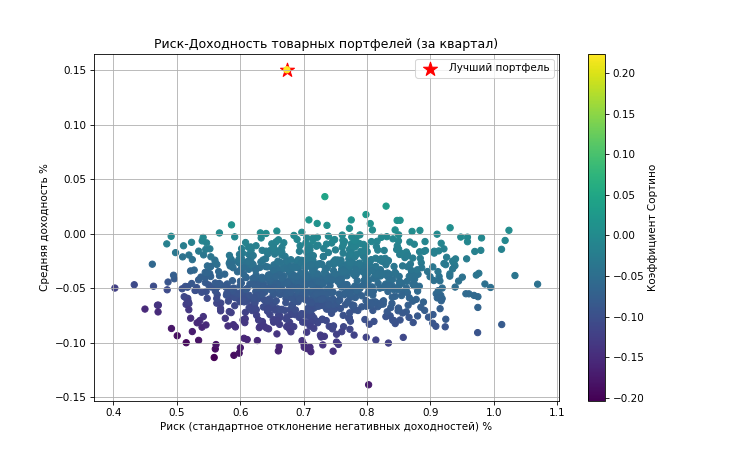 Риск-Доходность товарных портфелей (за квартал)
Лучший портфель
Средняя доходность %
0.15
0.10
0.05
0.00
−0.05
−0.10
−0.15
0.4 0.5 0.6 0.7 0.8 0.9 1.0 1.1
Риск (стандартное отклонение негативных доходностей) %
0.20
0.15
0.10
0.05
0.00
−0.05
−0.10
−0.15
−0.20
Коэффициент Сортино